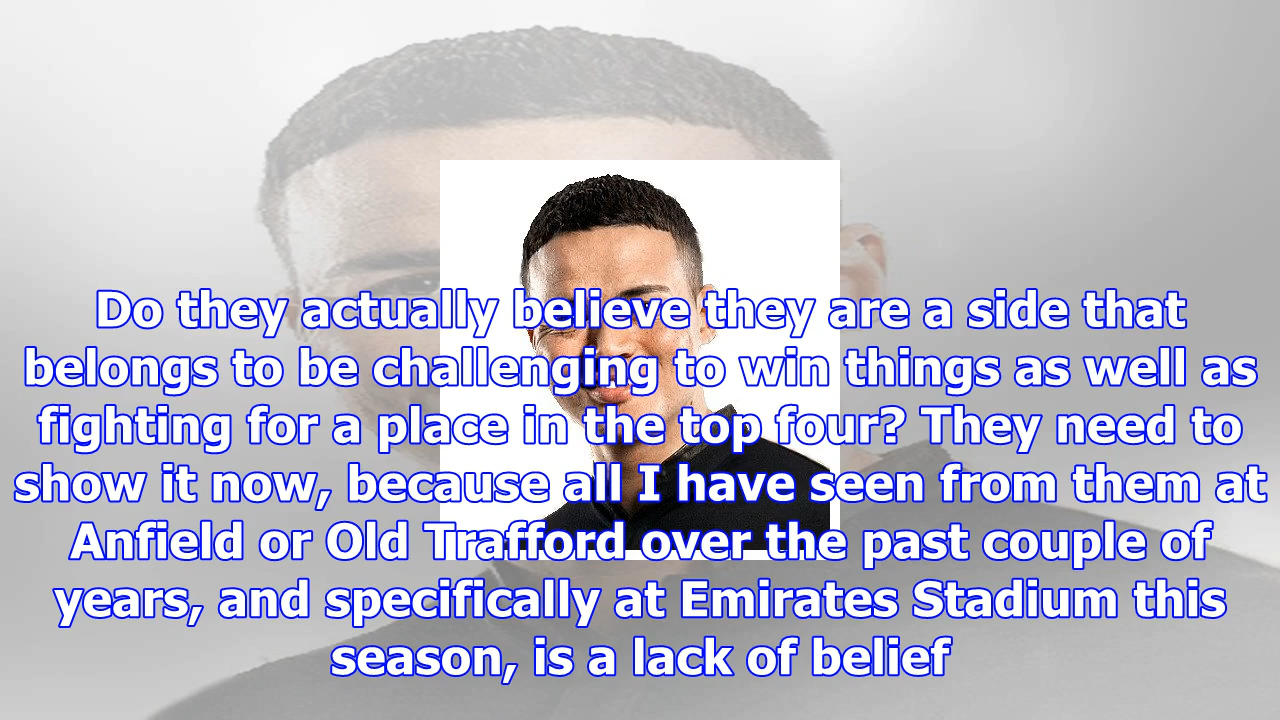 Do they actually believe they are a side that
belongs to be challenging to win things as well as
fighting for a place in the top four? They need to
show it now, because all I have seen from them at
Anfield or Old Trafford over the past couple of
years, and specifically at Emirates Stadium this
season, is a lack of belief